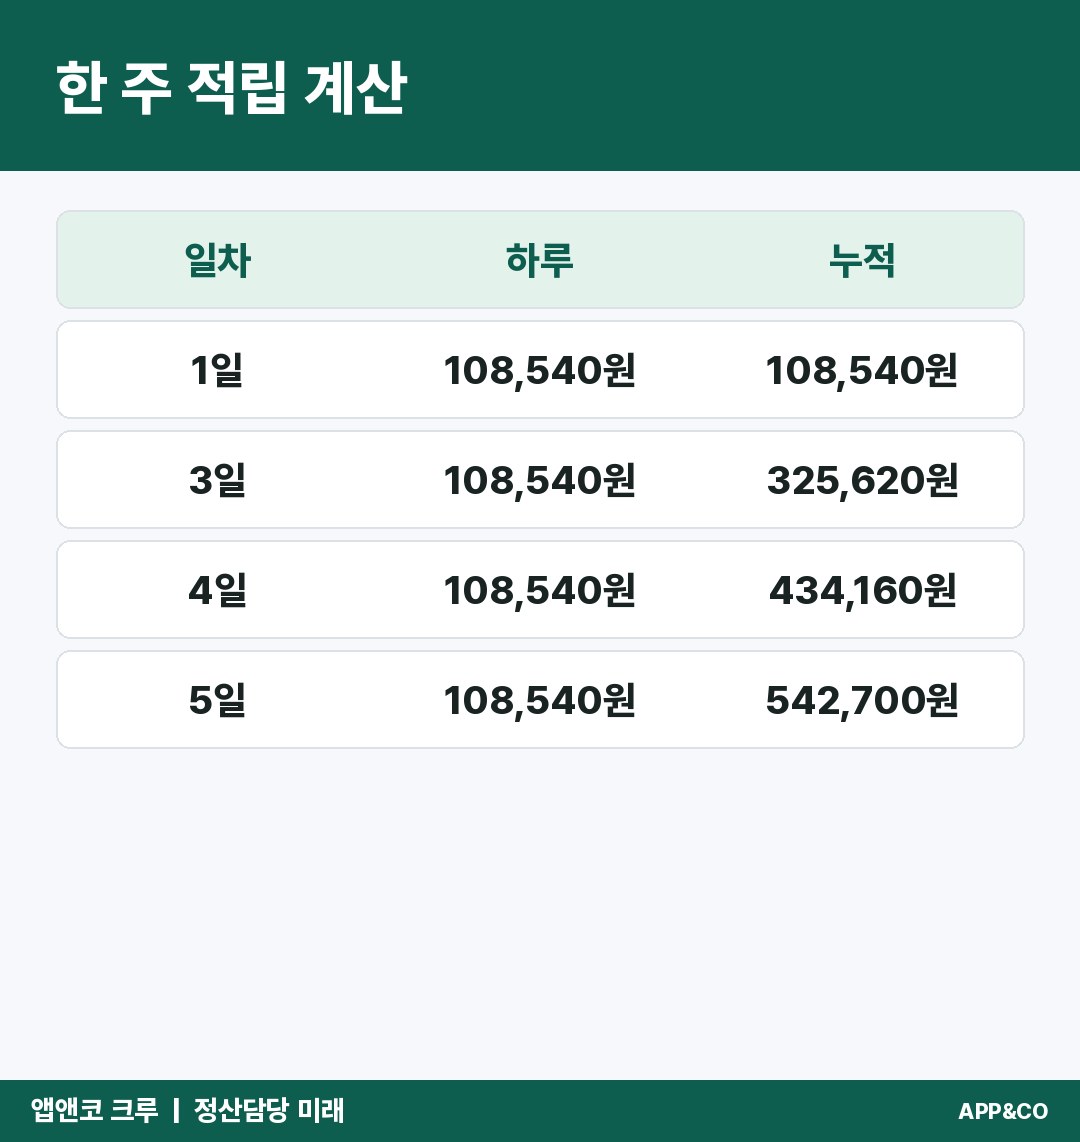 한 주 적립 계산
일차 하루 누적
1일 108,540원 108,540원
3일 108,540원 325,620원
4일 108,540원 434,160원
5일 108,540원 542,700원
앱앤코 크루 | 정산담당 미래 APP&CO